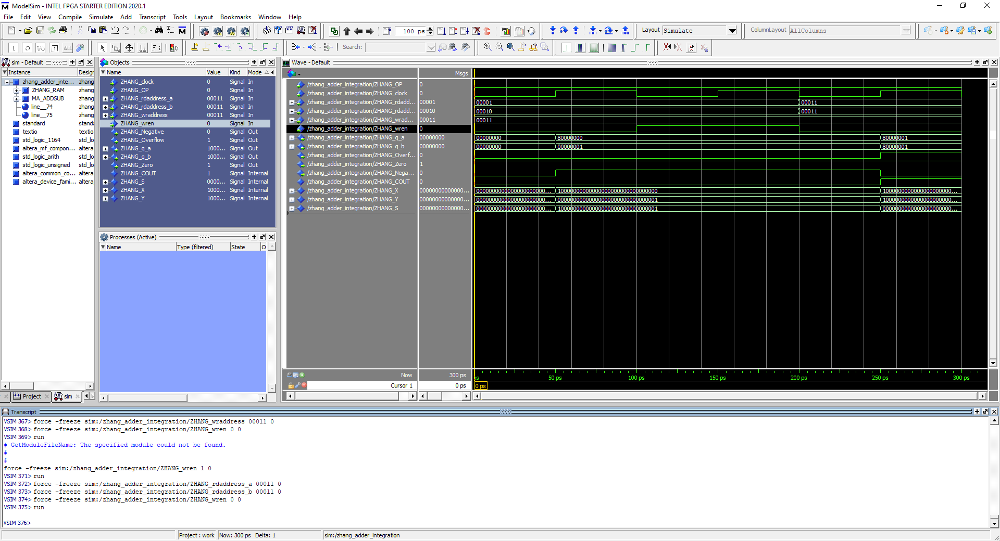 ModelSim - INTEL FPGA STARTER EDITION 2020.1
File Edit View Compile Simulate Add Transcript Tools Layout Bookmarks Window Help
100 ps
Layout Simulate
ColumnLayout AllColumns
Search:
sim - Default
Instance Design
zhang_adder_inte... zhang
ZHANG_RAM zhang
MA_ADDSUB zhang
line__74 zhang
line__75 zhang
standard stand
textio textio
std_logic_1164 std_lo
altera_mf_compon... altera
std_logic_arith std_lo
std_logic_unsigned std_lo
altera_common_co... altera
altera_device_fami... altera
Project sim
Objects
Name Value Kind Mode
ZHANG_clock 0 Signal In
ZHANG_OP 0 Signal In
ZHANG_rdaddress_a 00011 Signal In
ZHANG_rdaddress_b 00011 Signal In
ZHANG_wraddress 00011 Signal In
ZHANG_wren 0 Signal In
ZHANG_Negative 0 Signal Out
ZHANG_Overflow 1 Signal Out
ZHANG_q_a 1000... Signal Out
ZHANG_q_b 1000... Signal Out
ZHANG_Zero 1 Signal Out
ZHANG_COUT 1 Signal Internal
ZHANG_S 0000... Signal Internal
ZHANG_X 1000... Signal Internal
ZHANG_Y 1000... Signal Internal
Processes (Active)
Name Type (filtered) State O
Wave - Default
Msgs
/zhang_adder_integration/ZHANG_OP 0
/zhang_adder_integration/ZHANG_clock 0
/zhang_adder_integration/ZHANG_rdadd... 00001 00001 00011
/zhang_adder_integration/ZHANG_rdadd... 00010 00010 00011
/zhang_adder_integration/ZHANG_wrad... 00011 00011
/zhang_adder_integration/ZHANG_wren 0
/zhang_adder_integration/ZHANG_q_a 00000000 00000000 80000000 80000001
/zhang_adder_integration/ZHANG_q_b 00000000 00000000 00000001 80000001
/zhang_adder_integration/ZHANG_Overf... 0
/zhang_adder_integration/ZHANG_Zero 1
/zhang_adder_integration/ZHANG_Nega... 0
/zhang_adder_integration/ZHANG_COUT 0
/zhang_adder_integration/ZHANG_X 00000000000000... 00000000000000000000000... 10000000000000000000000000000000 10000000000000000000000...
/zhang_adder_integration/ZHANG_Y 00000000000000... 00000000000000000000000... 00000000000000000000000000000001 10000000000000000000000...
/zhang_adder_integration/ZHANG_S 00000000000000... 00000000000000000000000... 10000000000000000000000000000001 00000000000000000000000...
Now 300 ps
ps 50 ps 100 ps 150 ps 200 ps 250 ps 300 ps
Cursor 1 0 ps 0 ps
Transcript
VSIM 367> force -freeze sim:/zhang_adder_integration/ZHANG_wraddress 00011 0
VSIM 368> force -freeze sim:/zhang_adder_integration/ZHANG_wren 0 0
VSIM 369> run
# GetModuleFileName: The specified module could not be found.
#
#
force -freeze sim:/zhang_adder_integration/ZHANG_wren 1 0
VSIM 371> run
VSIM 372> force -freeze sim:/zhang_adder_integration/ZHANG_rdaddress_a 00011 0
VSIM 373> force -freeze sim:/zhang_adder_integration/ZHANG_rdaddress_b 00011 0
VSIM 374> force -freeze sim:/zhang_adder_integration/ZHANG_wren 0 0
VSIM 375> run
VSIM 376>
Project : work Now: 300 ps Delta: 1 sim:/zhang_adder_integration